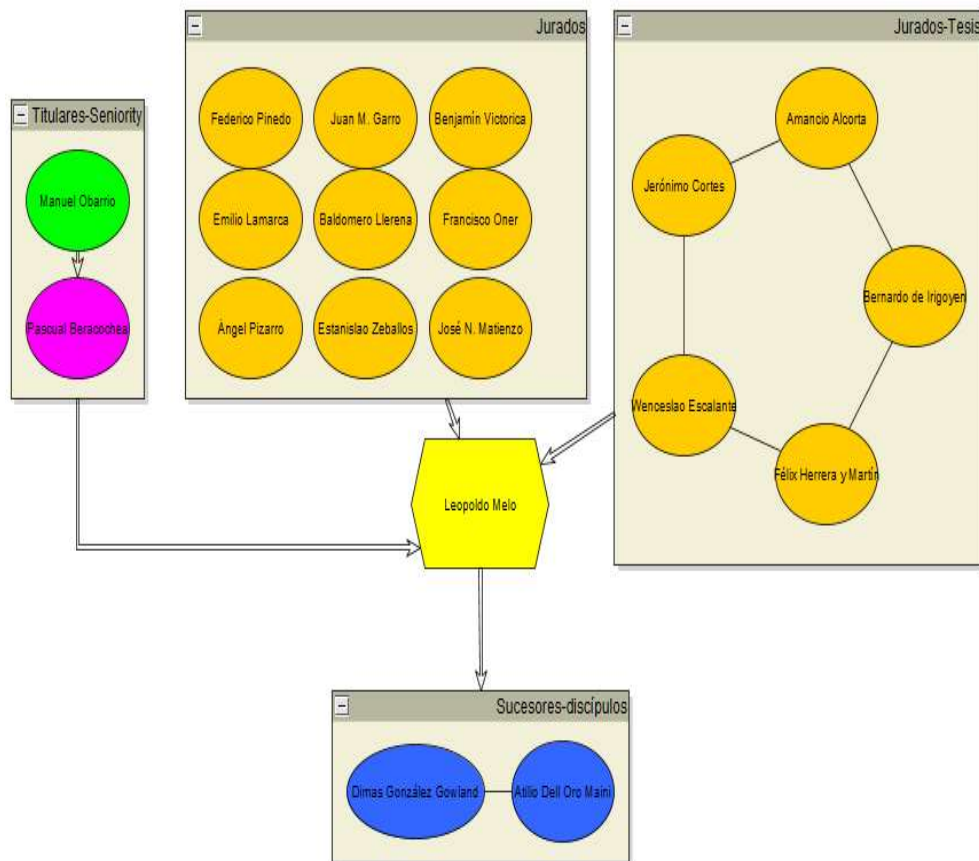 Jurados
Jurados-Tesis
Titulares-Seniority
Federico Pinedo
Juan M. Garro
Benjamín Victorica
Amancio Alcorta
Manuel Obarrio
Jerónimo Cortes
Emilio Lamarca
Baldomero Llerena
Francisco Oner
Bernardo de Irigoyen
Pascual Beracochea
Ángel Pizarro
Estanislao Zeballos
José N. Matienzo
Wenceslao Escalante
Félix Herrera y Martín
Leopoldo Melo
Sucesores-discípulos
Dimas González Gowland
Atilio Dell Oro Maini